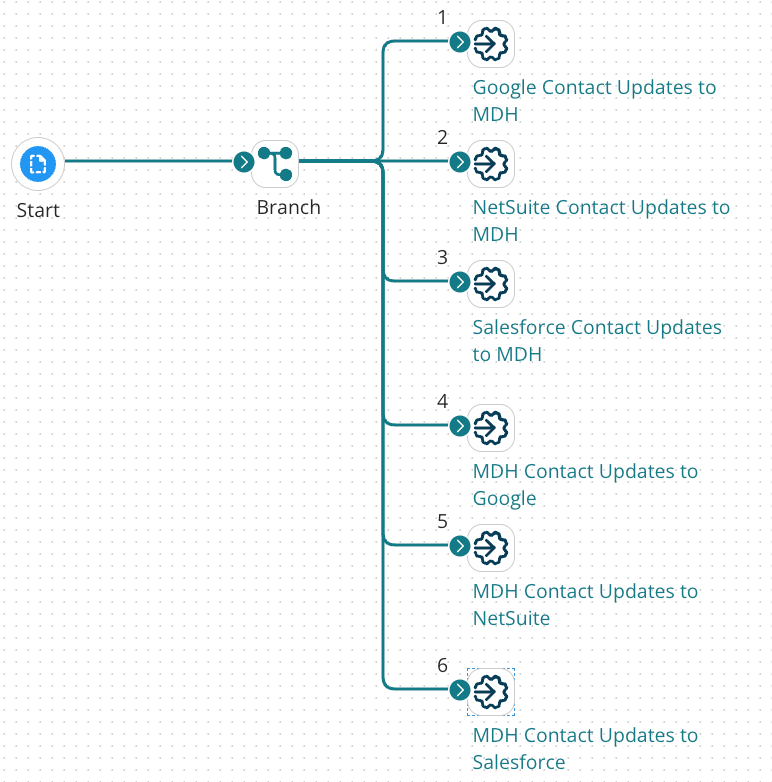 Start
Branch
1
Google Contact Updates to
MDH
2
NetSuite Contact Updates to
MDH
3
Salesforce Contact Updates
to MDH
4
MDH Contact Updates to
Google
5
MDH Contact Updates to
NetSuite
6
MDH Contact Updates to
Salesforce